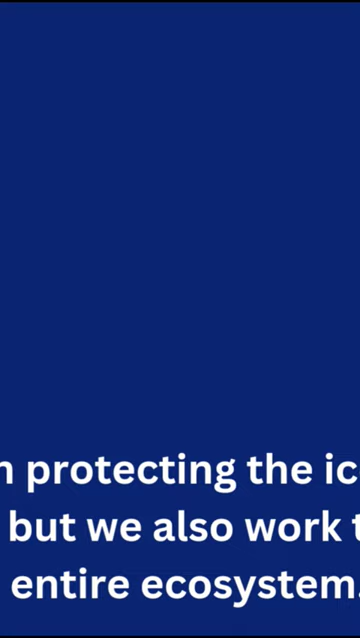 protecting the
but we also work
entire ecosystem.